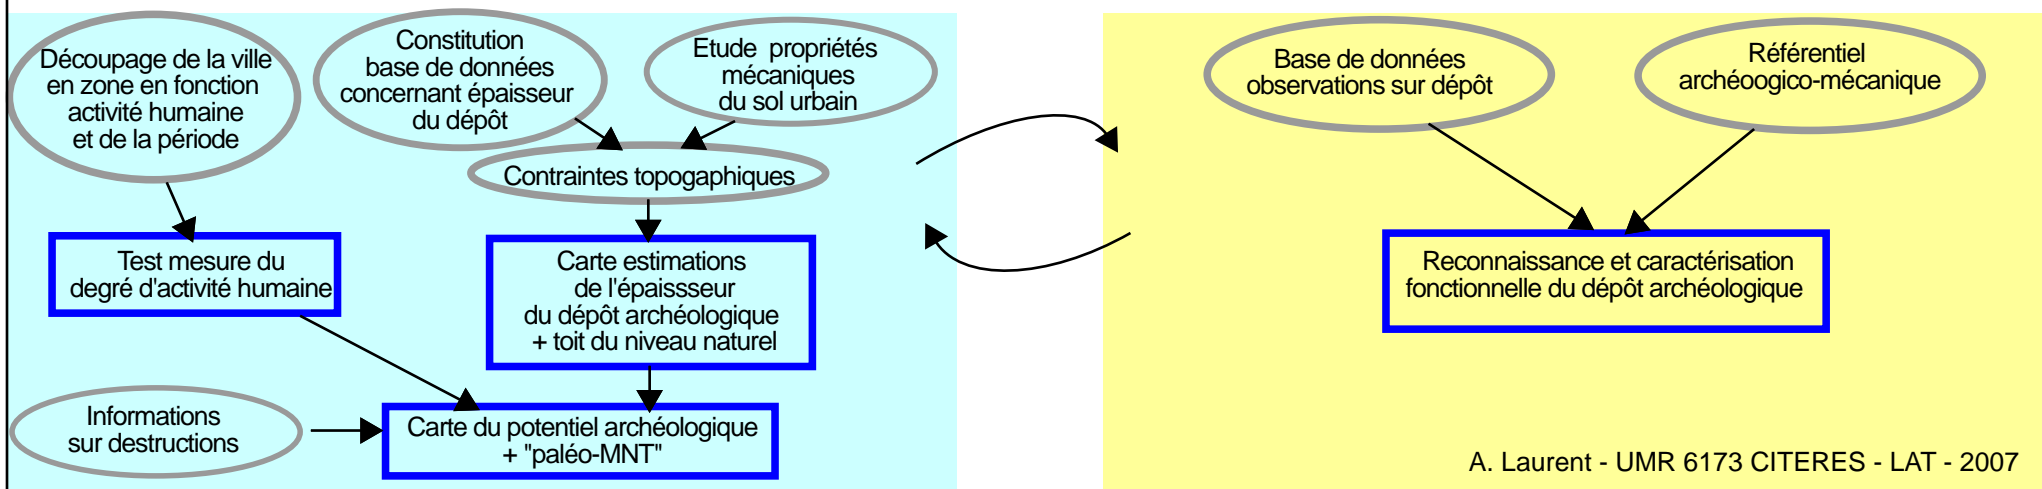 Découpage de la ville
en zone en fonction
activité humaine
et de la période
Constitution
base de données
concernant épaisseur
du dépôt
Etude propriétés
mécaniques
du sol urbain
Contraintes topogaphiques
Test mesure du
degré d'activité humaine
Carte estimations
de l'épaissseur
du dépôt archéologique
+ toit du niveau naturel
Informations
sur destructions
Carte du potentiel archéologique
+ "paléo-MNT"
Base de données
observations sur dépôt
Référentiel
archéoogico-mécanique
Reconnaissance et caractérisation
fonctionnelle du dépôt archéologique
A. Laurent - UMR 6173 CITERES - LAT - 2007